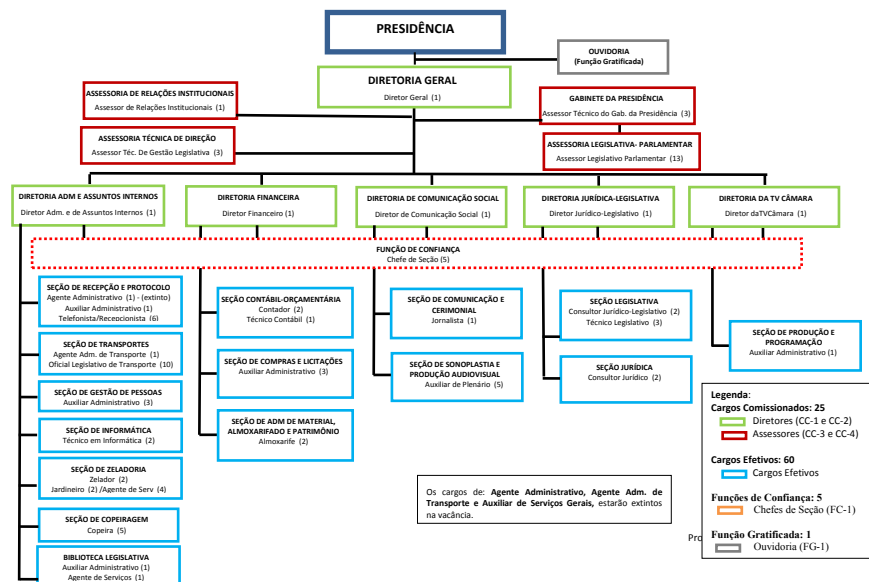 PRESIDÊNCIA
OUVIDORIA
(Função Gratificada)
DIRETORIA GERAL
Diretor Geral (1)
ASSESSORIA DE RELAÇÕES INSTITUCIONAIS
Assessor de Relações Institucionais (1)
GABINETE DA PRESIDÊNCIA
Assessor Técnico do Gab. da Presidência (3)
ASSESSORIA TÉCNICA DE DIREÇÃO
Assessor Téc. De Gestão Legislativa (3)
ASSESSORIA LEGISLATIVA- PARLAMENTAR
Assessor Legislativo Parlamentar (13)
DIRETORIA ADM E ASSUNTOS INTERNOS
Diretor Adm. e de Assuntos Internos (1)
DIRETORIA FINANCEIRA
Diretor Financeiro (1)
DIRETORIA DE COMUNICAÇÃO SOCIAL
Diretor de Comunicação Social (1)
DIRETORIA JURÍDICA-LEGISLATIVA
Diretor Jurídico-Legislativo (1)
DIRETORIA DA TV CÂMARA
Diretor daTVCâmara (1)
FUNÇÃO DE CONFIANÇA
Chefe de Seção (5)
SEÇÃO DE RECEPÇÃO E PROTOCOLO
Agente Administrativo (1) - (extinto)
Auxiliar Administrativo (1)
Telefonista/Recepcionista (6)
SEÇÃO DE TRANSPORTES
Agente Adm. de Transporte (1)
Oficial Legislativo de Transporte (10)
SEÇÃO DE GESTÃO DE PESSOAS
Auxiliar Administrativo (3)
SEÇÃO DE INFORMÁTICA
Técnico em Informática (2)
SEÇÃO DE ZELADORIA
Zelador (2)
Jardineiro (2) /Agente de Serv (4)
SEÇÃO DE COPEIRAGEM
Copeira (5)
BIBLIOTECA LEGISLATIVA
Auxiliar Administrativo (1)
Agente de Serviços (1)
SEÇÃO CONTÁBIL-ORÇAMENTÁRIA
Contador (2)
Técnico Contábil (1)
SEÇÃO DE COMPRAS E LICITAÇÕES
Auxiliar Administrativo (3)
SEÇÃO DE ADM DE MATERIAL,
ALMOXARIFADO E PATRIMÔNIO
Almoxarife (2)
SEÇÃO DE COMUNICAÇÃO E
CERIMONIAL
Jornalista (1)
SEÇÃO DE SONOPLASTIA E
PRODUÇÃO AUDIOVISUAL
Auxiliar de Plenário (5)
SEÇÃO LEGISLATIVA
Consultor Jurídico-Legislativo (2)
Técnico Legislativo (3)
SEÇÃO JURÍDICA
Consultor Jurídico (2)
SEÇÃO DE PRODUÇÃO E
PROGRAMAÇÃO
Auxiliar Administrativo (1)
Os cargos de: Agente Administrativo, Agente Adm. de
Transporte e Auxiliar de Serviços Gerais, estarão extintos
na vacância.
Pro
Legenda:
Cargos Comissionados: 25
Diretores (CC-1 e CC-2)
Assessores (CC-3 e CC-4)
Cargos Efetivos: 60
Cargos Efetivos
Funções de Confiança: 5
Chefes de Seção (FC-1)
Função Gratificada: 1
Ouvidoria (FG-1)